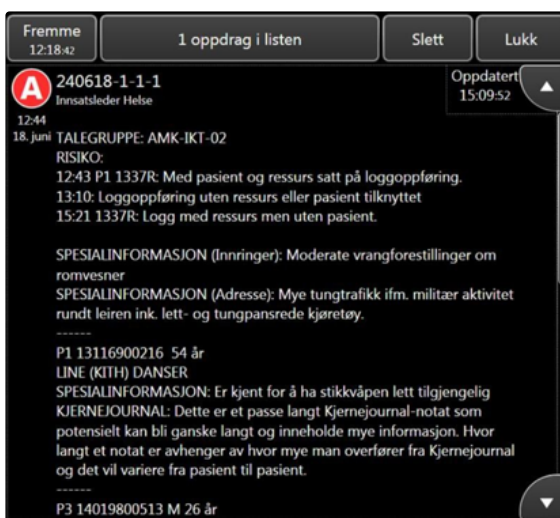 Fremme
12:18:42
1 oppdrag i listen
Slett
Lukk
A
240618-1-1-1
Innsatsleder Helse
Oppdatert
15:09:52
12:44
18. juni
TALEGRUPPE: AMK-IKT-02
RISIKO:
12:43 P1 1337R: Med pasient og ressurs satt på loggoppføring.
13:10: Loggoppføring uten ressurs eller pasient tilknyttet
15:21 1337R: Logg med ressurs men uten pasient.
SPESIALINFORMASJON (Innringer): Moderate vrangforestillinger om
romvesner
SPESIALINFORMASJON (Adresse): Mye tungtrafikk ifm. militær aktivitet
rundt leiren ink. lett- og tungpansrede kjøretøy.
------
P1 13116900216 54 år
LINE (KITH) DANSER
SPESIALINFORMASJON: Er kjent for å ha stikkvåpen lett tilgjengelig
KJERNEJOURNAL: Dette er et passe langt Kjernejournal-notat som
potensielt kan bli ganske langt og inneholde mye informasjon. Hvor
langt et notat er avhenger av hvor mye man overfører fra Kjernejournal
og det vil variere fra pasient til pasient.
------
P3 14019800513 M 26 år